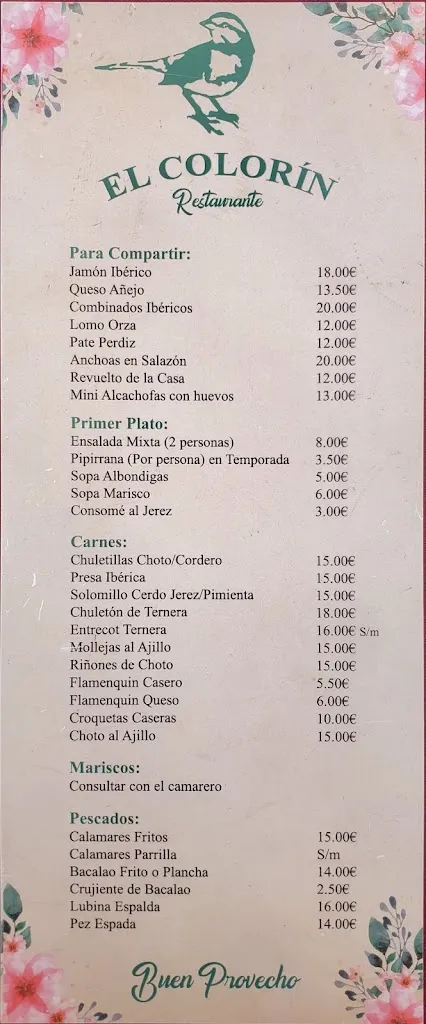 EL COLORÍN
Restaurante
Para Compartir:
Jamón Ibérico 18.00€
Queso Añejo 13.50€
Combinados Ibéricos 20.00€
Lomo Orza 12.00€
Pate Perdiz 12.00€
Anchoas en Salazón 20.00€
Revuelto de la Casa 12.00€
Mini Alcachofas con huevos 13.00€
Primer Plato:
Ensalada Mixta (2 personas) 8.00€
Pipirrana (Por persona) en Temporada 3.50€
Sopa Albondigas 5.00€
Sopa Marisco 6.00€
Consomé al Jerez 3.00€
Carnes:
Chuletillas Choto/Cordero 15.00€
Presa Ibérica 15.00€
Solomillo Cerdo Jerez/Pimienta 15.00€
Chuletón de Ternera 18.00€
Entrecot Ternera 16.00€ S/m
Mollejas al Ajillo 15.00€
Riñones de Choto 15.00€
Flamenquin Casero 5.50€
Flamenquin Queso 6.00€
Croquetas Caseras 10.00€
Choto al Ajillo 15.00€
Mariscos:
Consultar con el camarero
Pescados:
Calamares Fritos 15.00€
Calamares Parrilla S/m
Bacalao Frito o Plancha 14.00€
Crujiente de Bacalao 2.50€
Lubina Espalda 16.00€
Pez Espada 14.00€
Buen Provecho